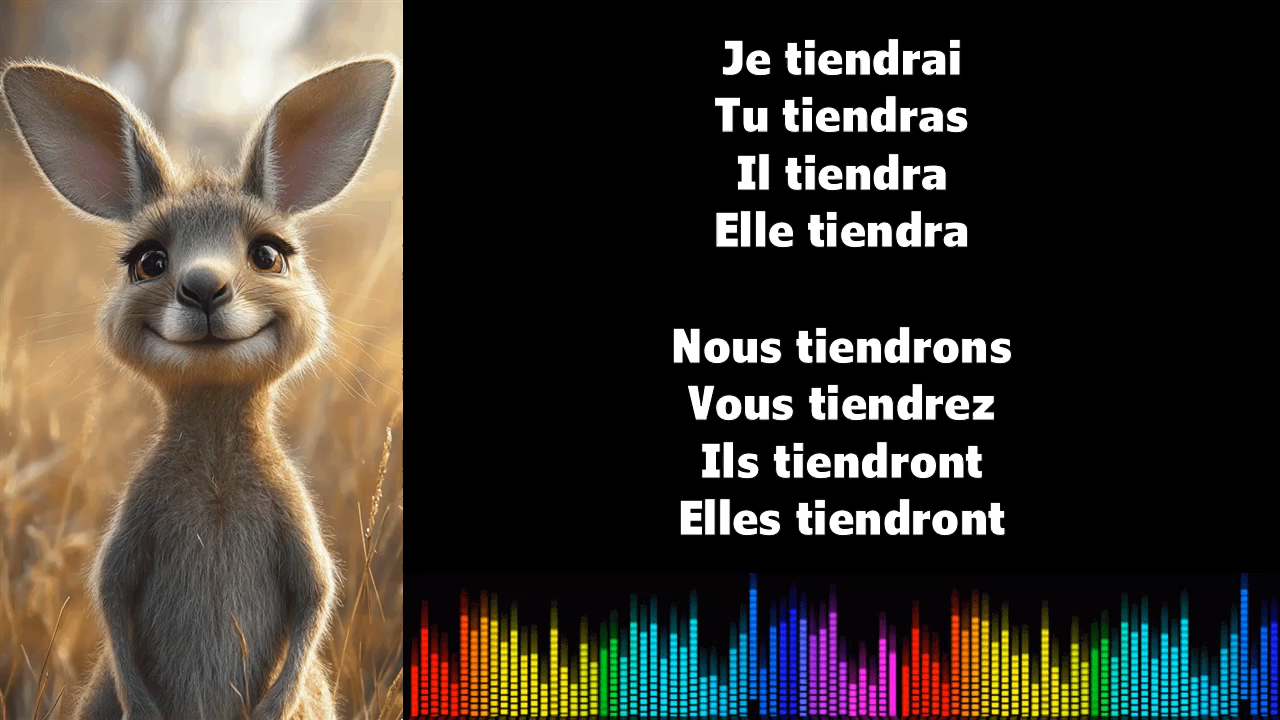 Je tiendrai
Tu tiendras
Il tiendra
Elle tiendra
Nous tiendrons
Vous tiendrez
Ils tiendront
Elles tiendront